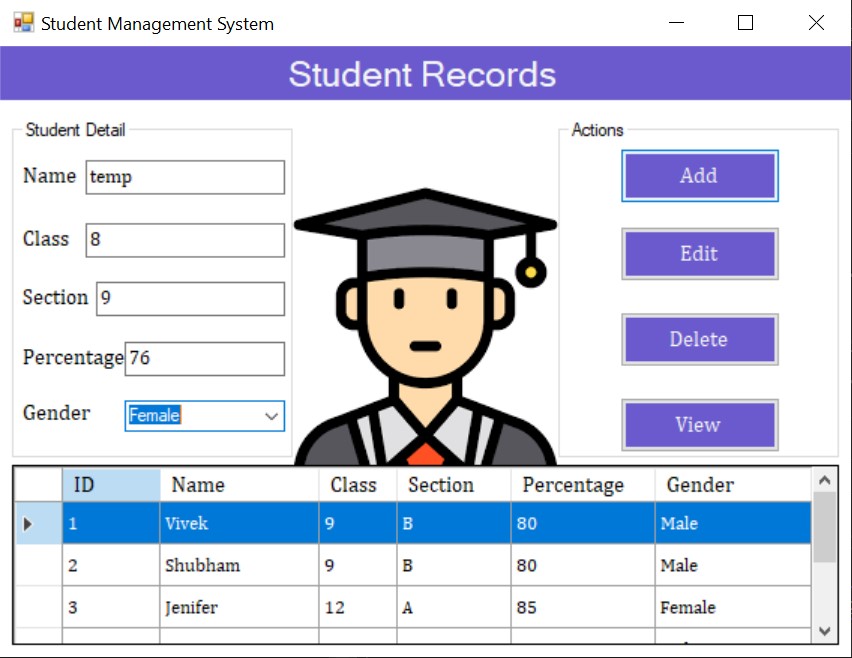 Student Management System
Student Records
Student Detail
Name temp
Class 8
Section 9
Percentage 76
Gender Female
Actions
Add
Edit
Delete
View
ID Name Class Section Percentage Gender
1 Vivek 9 B 80 Male
2 Shubham 9 B 80 Male
3 Jenifer 12 A 85 Female